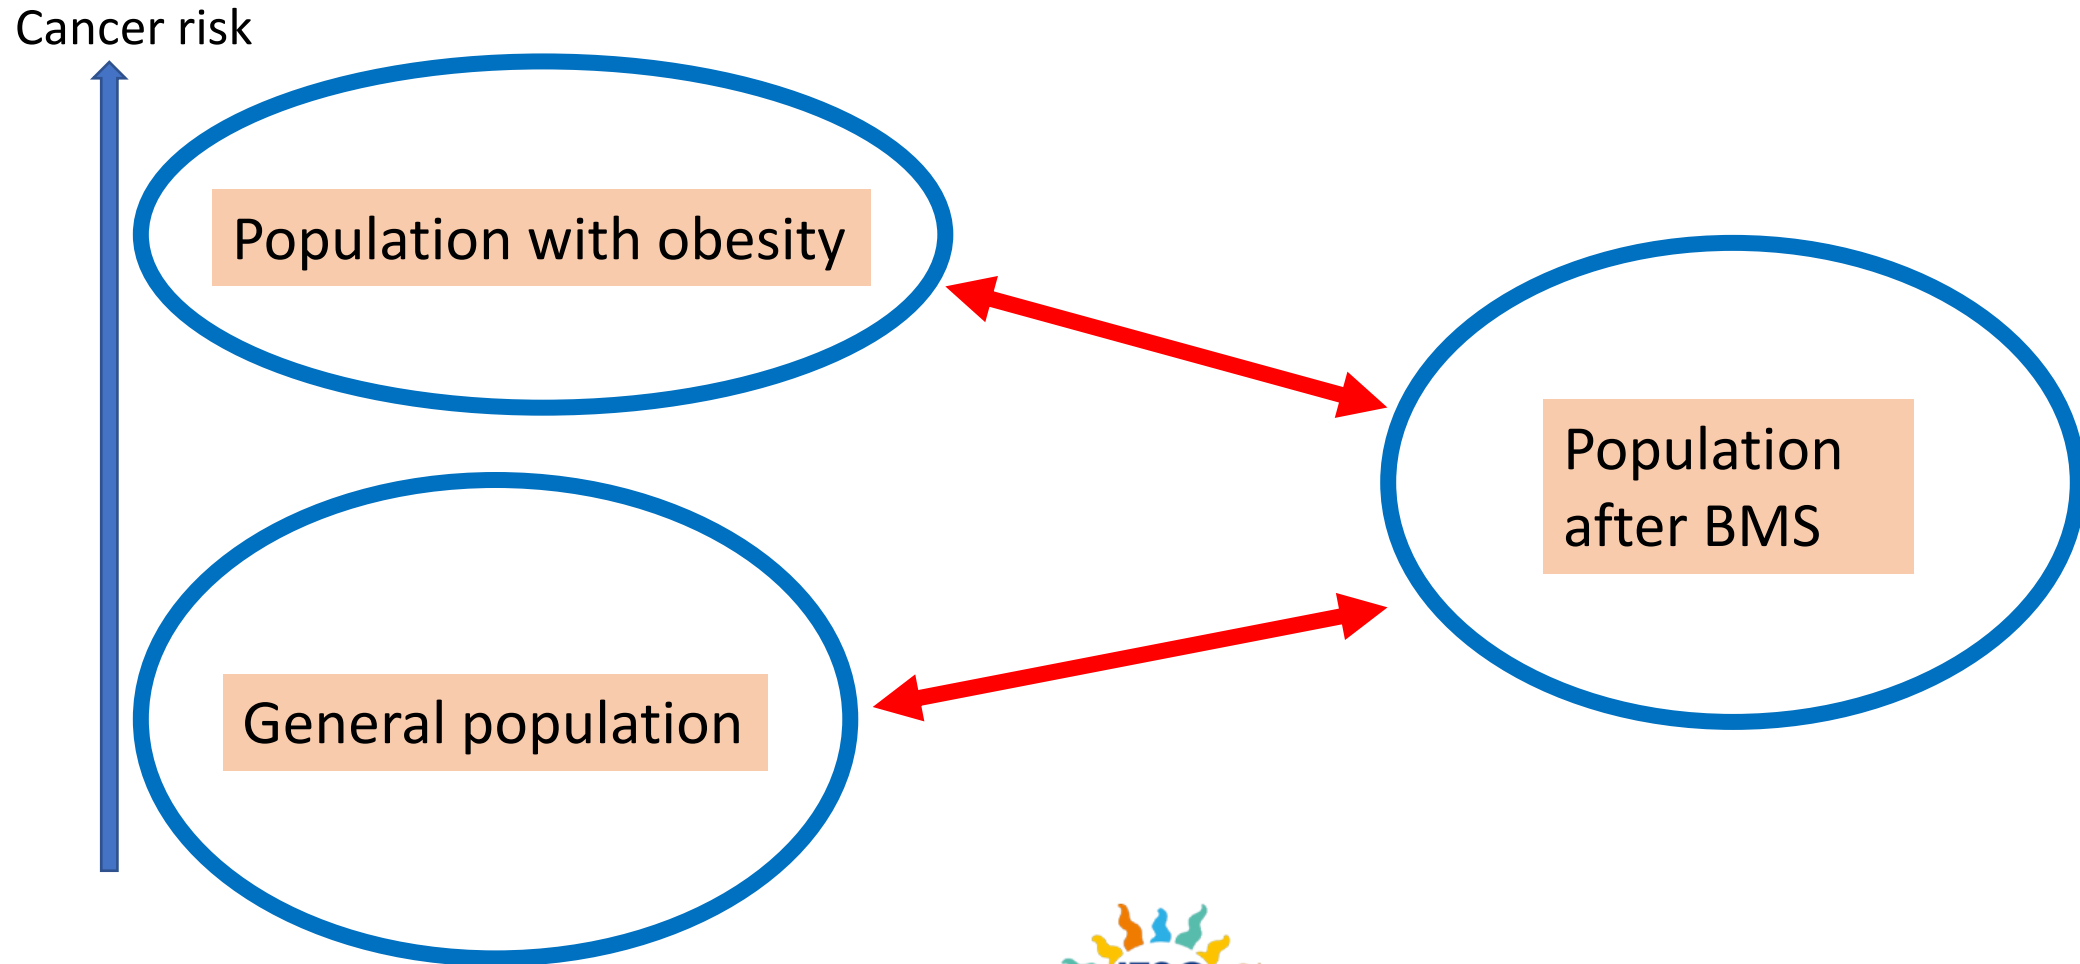 Cancer risk
Population with obesity
Population
after BMS
General population